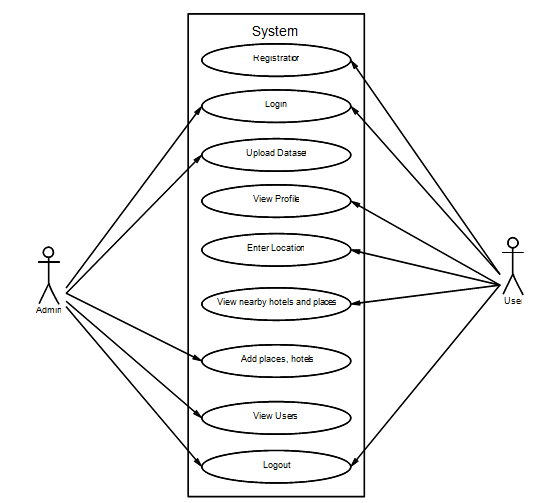 System
Registration
Login
Upload Datase
View Profile
Enter Location
View nearby hotels and places
Admin
User
Add places, hotels
View Users
Logout